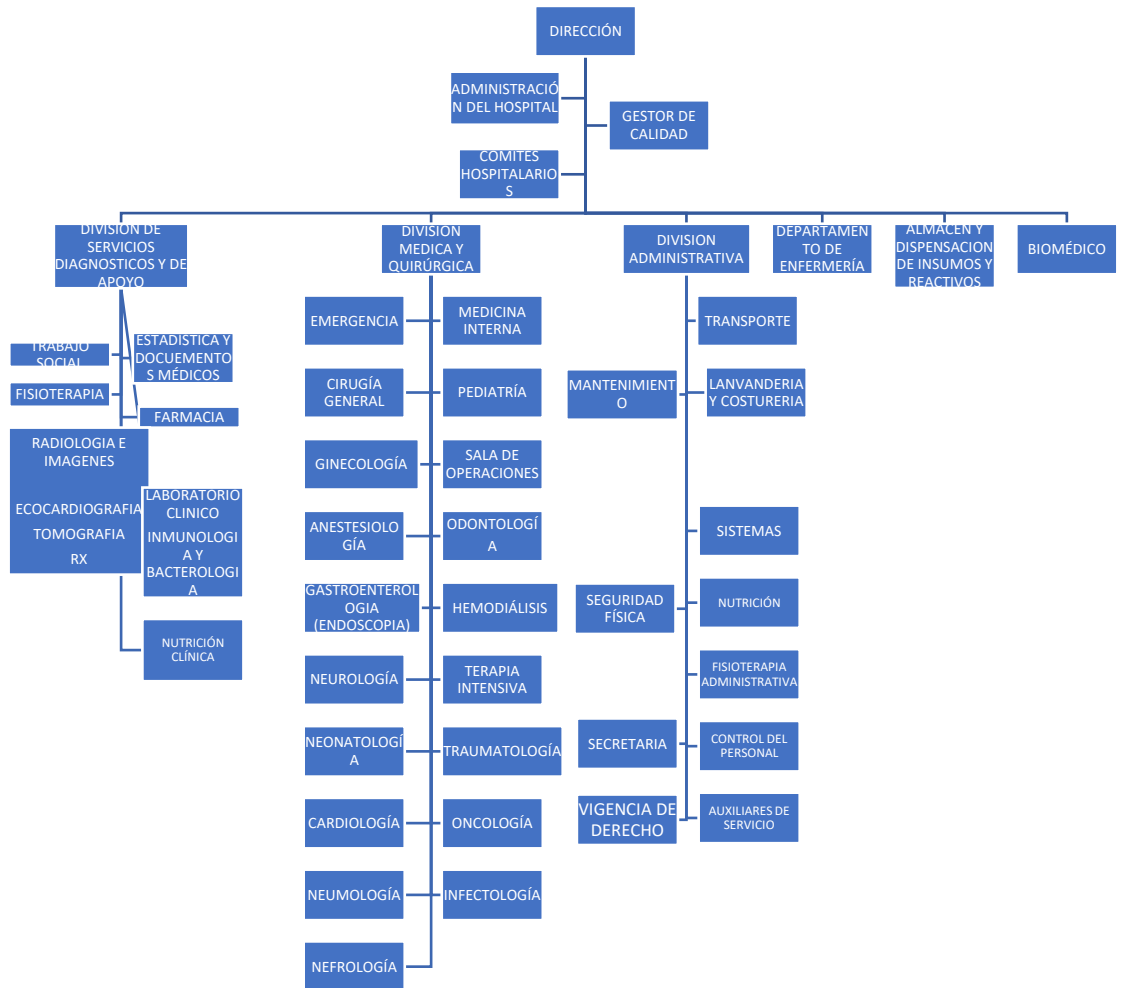 DIRECCIÓN
ADMINISTRACIÓ
N DEL HOSPITAL
GESTOR DE
CALIDAD
COMITES
HOSPITALARIO
S
DIVISIÓN DE
SERVICIOS
DIAGNOSTICOS Y DE
APOYO
DIVISION
MEDICA Y
QUIRÚRGICA
DIVISION
ADMINISTRATIVA
DEPARTAMEN
TO DE
ENFERMERÍA
ALMACEN Y
DISPENSACION
DE INSUMOS Y
REACTIVOS
BIOMÉDICO
TRABAJO
SOCIAL
ESTADISTICA Y
DOCUEMENTO
S MÉDICOS
FISIOTERAPIA
FARMACIA
RADIOLOGIA E
IMAGENES
ECOCARDIOGRAFIA
TOMOGRAFIA
RX
LABORATORIO
CLINICO
INMUNOLOGI
A Y
BACTEROLOGI
A
NUTRICIÓN
CLÍNICA
EMERGENCIA
MEDICINA
INTERNA
CIRUGÍA
GENERAL
PEDIATRÍA
GINECOLOGÍA
SALA DE
OPERACIONES
ANESTESIOLO
GÍA
ODONTOLOGÍ
A
GASTROENTEROL
OGIA
(ENDOSCOPIA)
HEMODIÁLISIS
NEUROLOGÍA
TERAPIA
INTENSIVA
NEONATOLOGÍ
A
TRAUMATOLOGÍA
CARDIOLOGÍA
ONCOLOGÍA
NEUMOLOGÍA
INFECTOLOGÍA
NEFROLOGÍA
TRANSPORTE
MANTENIMIENT
O
LANVANDERIA
Y COSTURERIA
SISTEMAS
SEGURIDAD
FÍSICA
NUTRICIÓN
FISIOTERAPIA
ADMINISTRATIVA
SECRETARIA
CONTROL DEL
PERSONAL
VIGENCIA DE
DERECHO
AUXILIARES DE
SERVICIO